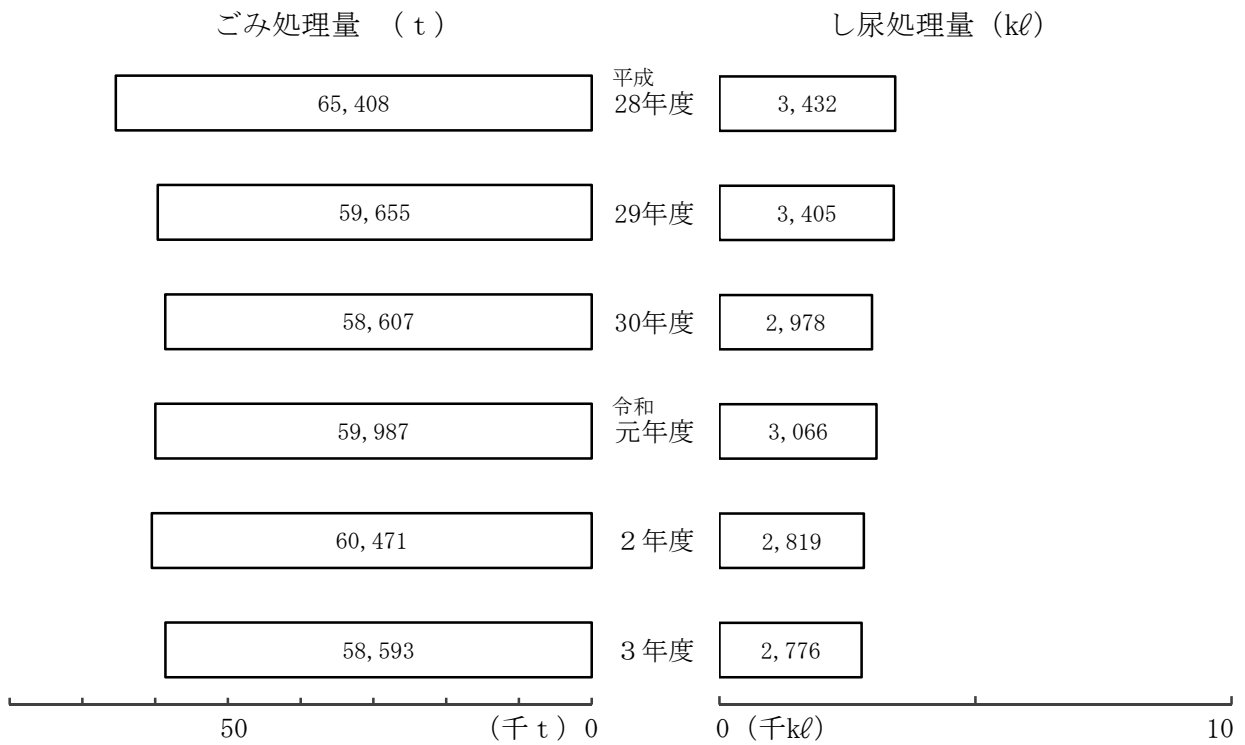 ごみ処理量 (ｔ) し尿処理量 (kℓ)
平成
65,408 28年度 3,432
59,655 29年度 3,405
58,607 30年度 2,978
令和
59,987 元年度 3,066
60,471 ２年度 2,819
58,593 ３年度 2,776
50 (千ｔ) 0 0 (千kℓ) 10